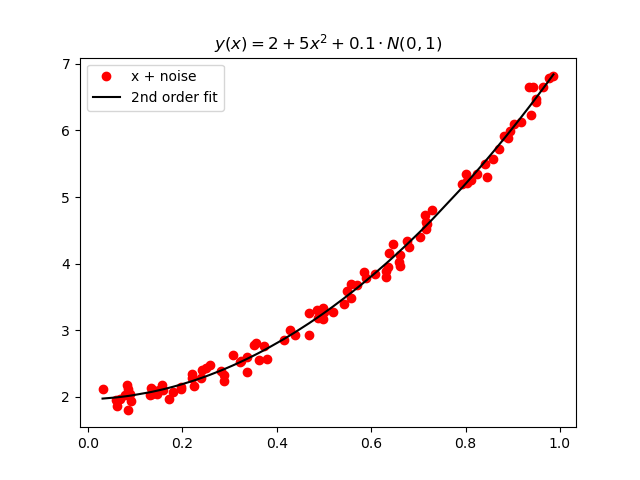 y(x) = 2 + 5x² + 0.1 · N(0, 1)
x + noise
2nd order fit
7
6
5
4
3
2
0.0 0.2 0.4 0.6 0.8 1.0